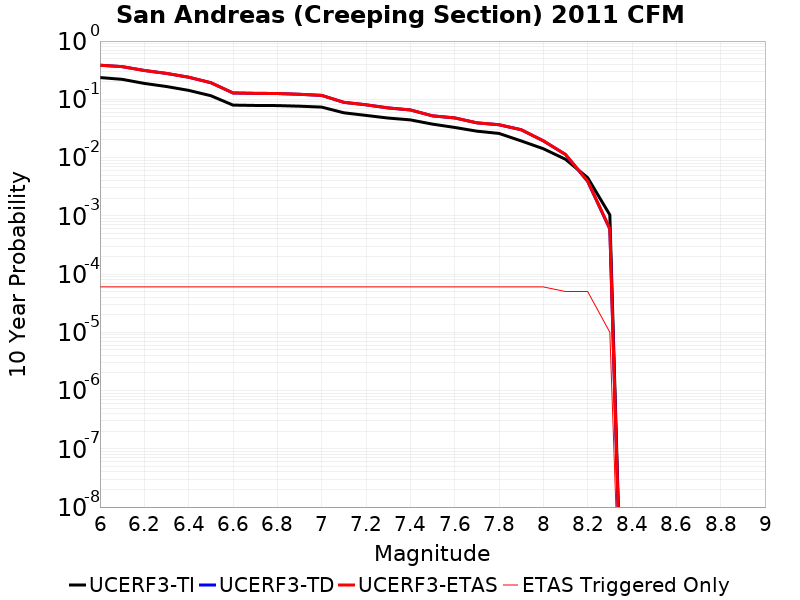 San Andreas (Creeping Section) 2011 CFM
10 Year Probability
10^0
10^-1
10^-2
10^-3
10^-4
10^-5
10^-6
10^-7
10^-8
6 6.2 6.4 6.6 6.8 7 7.2 7.4 7.6 7.8 8 8.2 8.4 8.6 8.8 9
Magnitude
UCERF3-TI UCERF3-TD UCERF3-ETAS ETAS Triggered Only